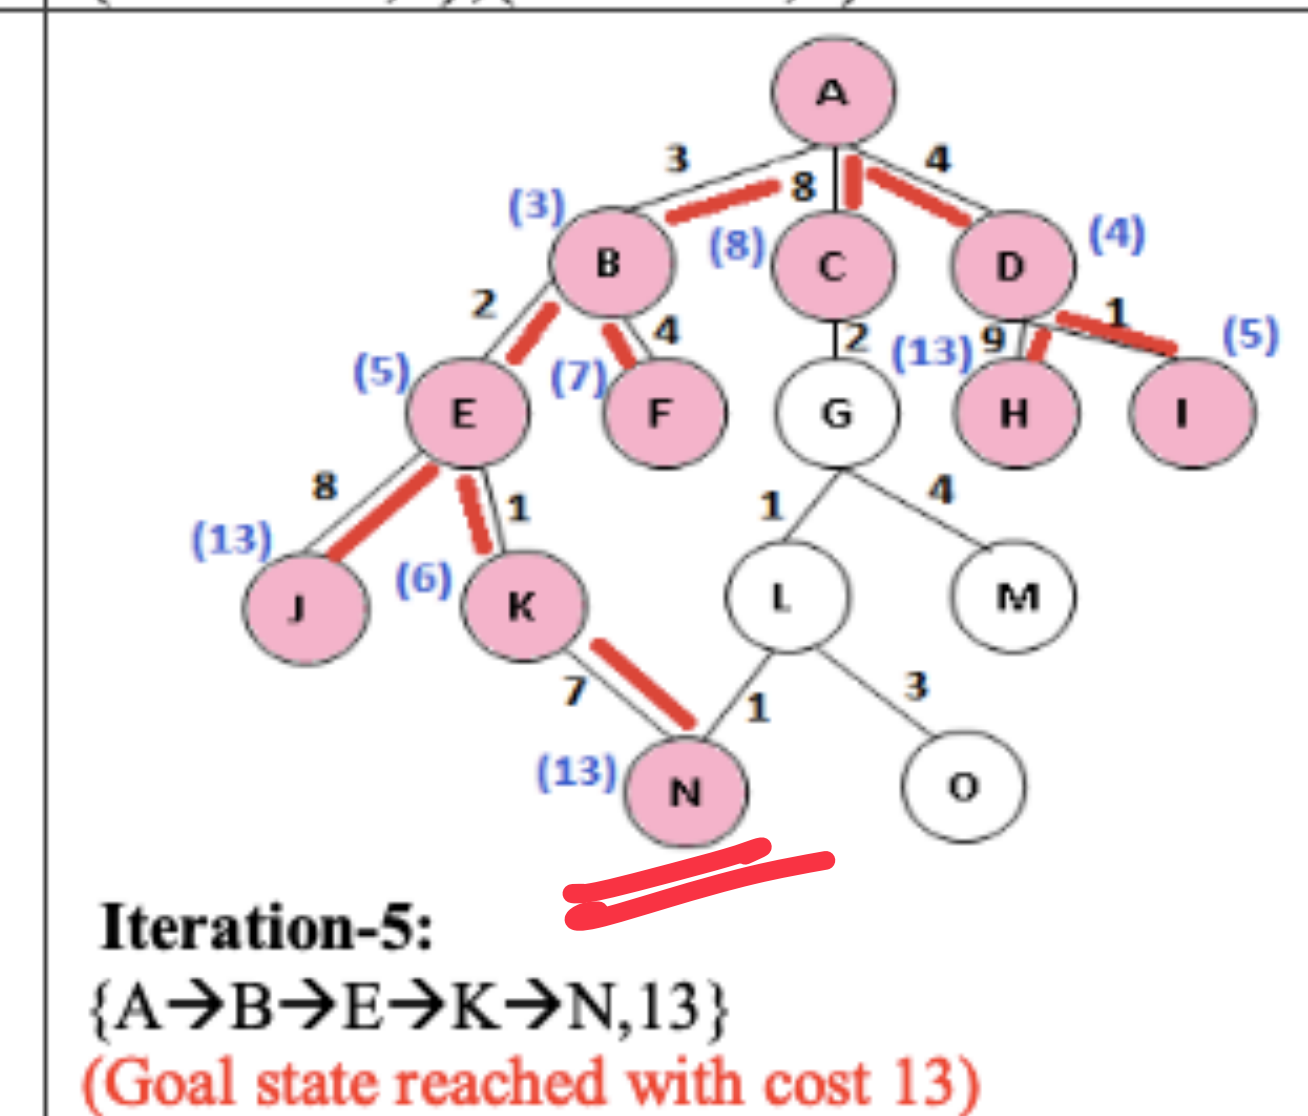 A
3
8
4
(3)
B
(8)
C
D
(4)
2
4
2
9
1
(5)
E
(7)
F
G
(13)
H
I
(5)
8
1
1
4
(13)
J
(6)
K
L
M
7
1
3
(13)
N
O
Iteration-5:
{A→B→E→K→N,13}
(Goal state reached with cost 13)